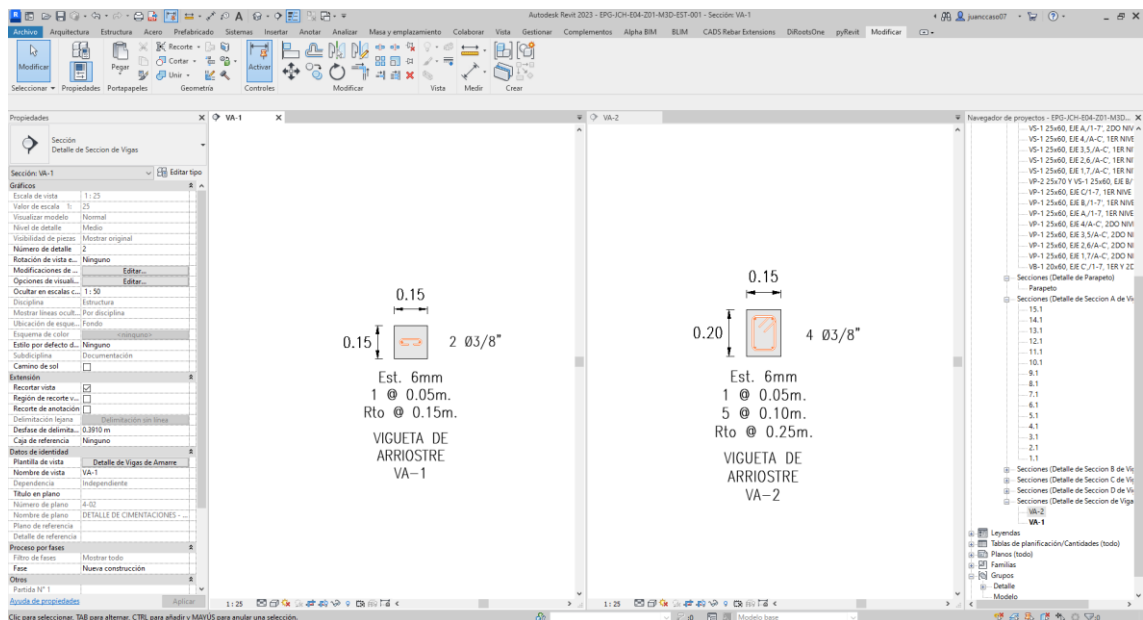 Autodesk Revit 2023 - EPG-JCH-E04-Z01-M3D-EST-001 - Sección: VA-1
juanccaso07
Archivo Arquitectura Estructura Acero Prefabricado Sistemas Insertar Anotar Analizar Masa y emplazamiento Colaborar Vista Gestionar Complementos Alpha BIM BLIM CADS Rebar Extensions DiRootsOne pyRevit Modificar
Modificar
Pegar
Recorte
Cortar
Unir
Activar
Seleccionar Propiedades Portapapeles Geometría Controles Modificar Vista Medir Crear
Propiedades
Sección
Detalle de Seccion de Vigas
Sección: VA-1
Editar tipo
Gráficos
Escala de vista 1 : 25
Valor de escala 1: 25
Visualizar modelo Normal
Nivel de detalle Medio
Visibilidad de piezas Mostrar original
Número de detalle 2
Rotación de vista e... Ninguno
Modificaciones de ... Editar...
Opciones de visuali... Editar...
Ocultar en escalas c... 1 : 50
Disciplina Estructura
Mostrar líneas ocult... Por disciplina
Ubicación de esque... Fondo
Esquema de color <ninguno>
Estilo por defecto d... Ninguno
Subdisciplina Documentación
Camino de sol
Extensión
Recortar vista
Región de recorte v...
Recorte de anotación
Delimitación lejana Delimitación sin línea
Desfase de delimita... 0.3910 m
Caja de referencia Ninguno
Datos de identidad
Plantilla de vista Detalle de Vigas de Amarre
Nombre de vista VA-1
Dependencia Independiente
Título en plano
Número de plano 4-02
Nombre de plano DETALLE DE CIMENTACIONES - ...
Plano de referencia
Detalle de referencia
Proceso por fases
Filtro de fases Mostrar todo
Fase Nueva construcción
Otros
Partida N° 1
Ayuda de propiedades
Aplicar
VA-1
0.15
0.15
2 Ø3/8"
Est. 6mm
1 @ 0.05m.
Rto @ 0.15m.
VIGUETA DE
ARRIOSTRE
VA-1
1 : 25
VA-2
0.15
0.20
4 Ø3/8"
Est. 6mm
1 @ 0.05m.
5 @ 0.10m.
Rto @ 0.25m.
VIGUETA DE
ARRIOSTRE
VA-2
1 : 25
Navegador de proyectos - EPG-JCH-E04-Z01-M3D...
VS-1 25x60, EJE A,/1-7', 2DO NIV
VS-1 25x60, EJE 4,/A-C', 1ER NIV
VS-1 25x60, EJE 3,5,/A-C', 1ER NI
VS-1 25x60, EJE 2,6,/A-C', 1ER NI
VS-1 25x60, EJE 1,7,/A-C', 1ER NI
VP-2 25x70 Y VS-1 25x60, EJE B/
VP-1 25x60, EJE C/1-7, 1ER NIVE
VP-1 25x60, EJE B,/1-7', 1ER NIVE
VP-1 25x60, EJE A,/1-7, 1ER NIVE
VP-1 25x60, EJE 4/A-C', 2DO NIVI
VP-1 25x60, EJE 3,5/A-C', 2DO NI
VP-1 25x60, EJE 2,6/A-C', 2DO NI
VP-1 25x60, EJE 1,7/A-C', 2DO NI
VB-1 20x60, EJE C',/1-7, 1ER Y 2D
Secciones (Detalle de Parapeto)
Parapeto
Secciones (Detalle de Seccion A de Vi
15.1
14.1
13.1
12.1
11.1
10.1
9.1
7.1
6.1
5.1
4.1
3.1
2.1
1.1
Secciones (Detalle de Seccion B de Vi
Secciones (Detalle de Seccion C de Vi
Secciones (Detalle de Seccion D de Vi
Secciones (Detalle de Seccion de Viga
VA-2
VA-1
Leyendas
Tablas de planificación/Cantidades (todo)
Planos (todo)
Familias
Grupos
Detalle
Modelo
Clic para seleccionar, TAB para alternar, CTRL para añadir y MAYÚS para anular una selección.
:0
Modelo base
:0